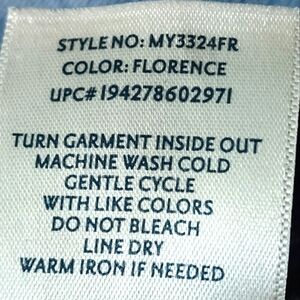 STYLE NO: MY3324FR
COLOR: FLORENCE
UPC# 194278602971
TURN GARMENT INSIDE OUT
MACHINE WASH COLD
GENTLE CYCLE
WITH LIKE COLORS
DO NOT BLEACH
LINE DRY
WARM IRON IF NEEDED